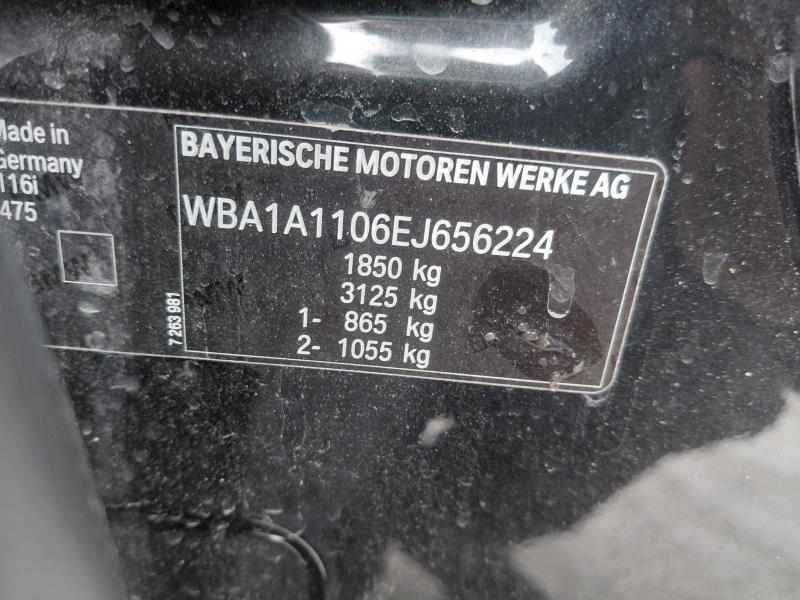 Made in
Germany
116i
475
BAYERISCHE MOTOREN WERKE AG
WBA1A1106EJ656224
1850 kg
3125 kg
1- 865 kg
2- 1055 kg
7 263 981